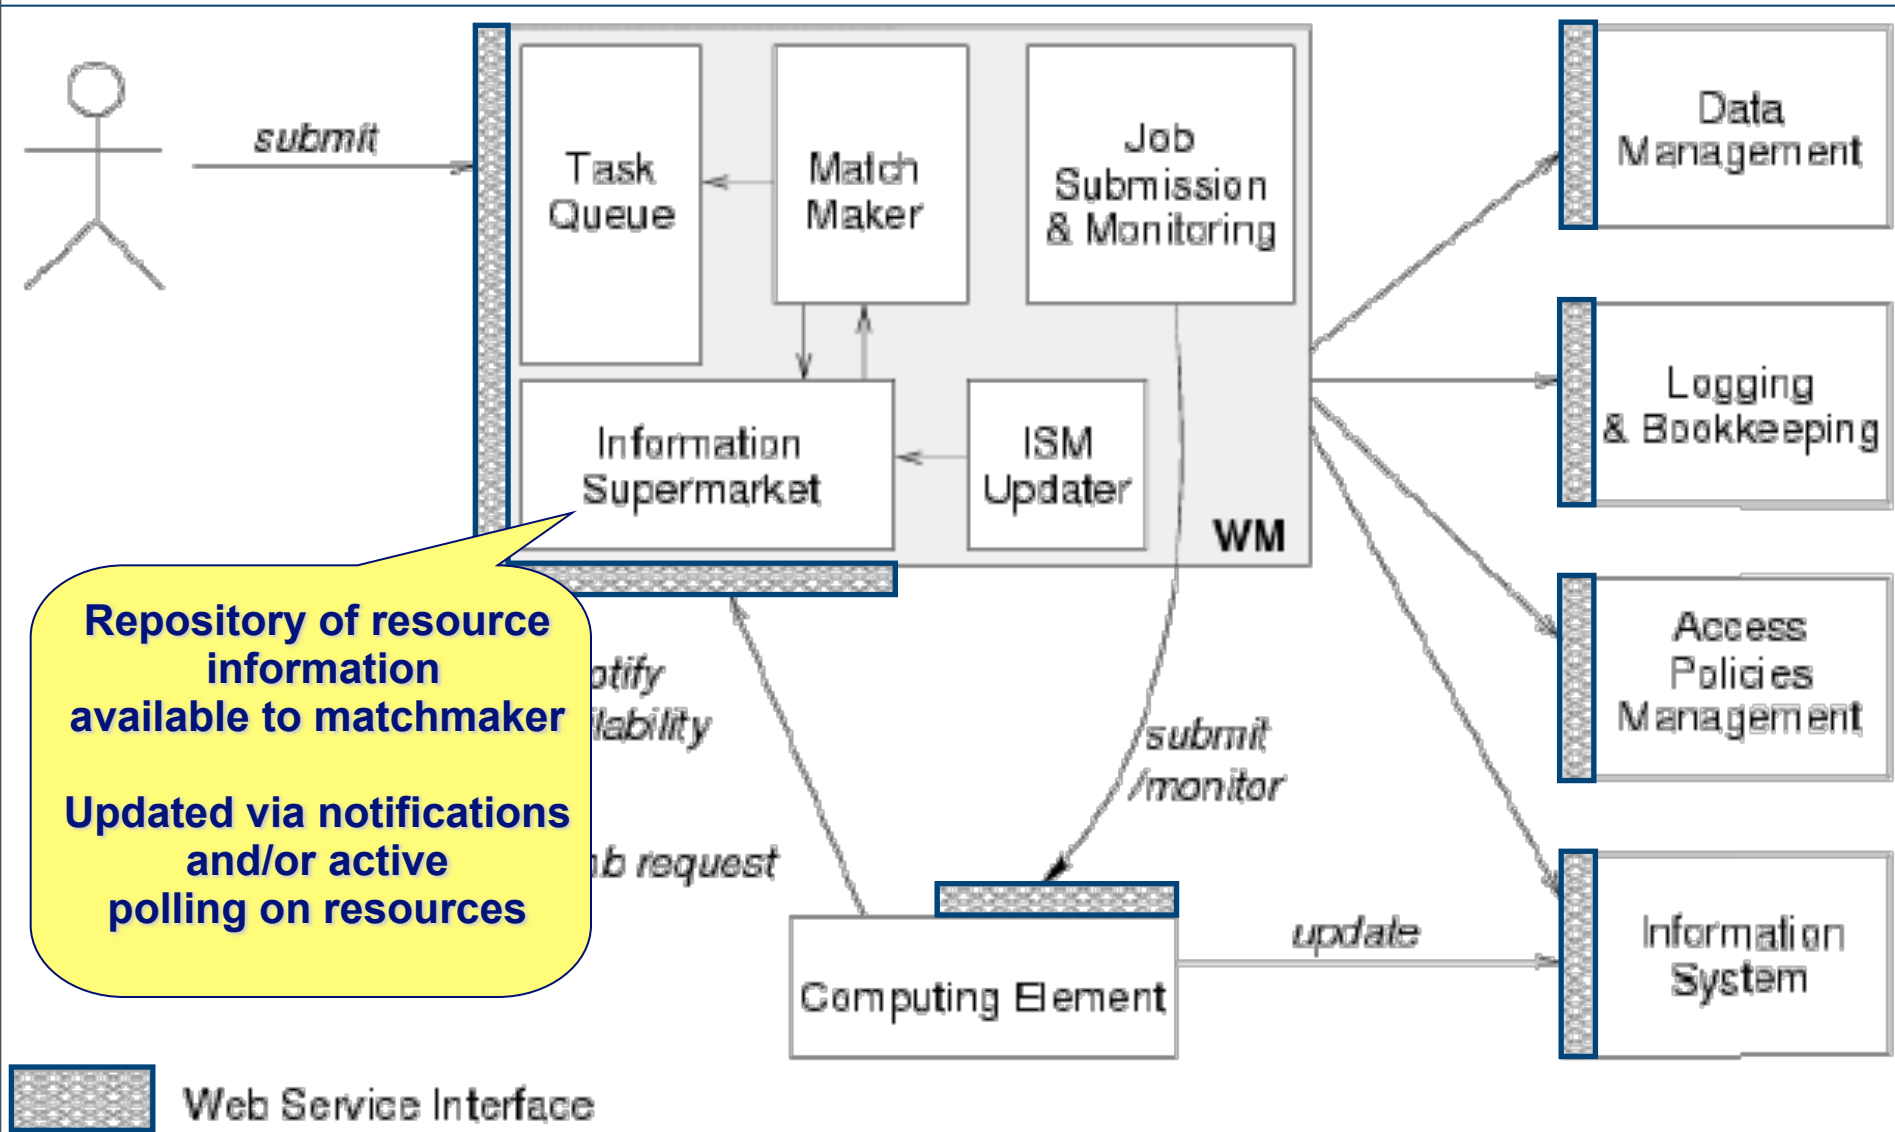 submit
Task
Queue
Match
Maker
Job
Submission
& Monitoring
Information
Supermarket
ISM
Updater
WM
Data
Management
Logging
& Bookkeeping
Access
Policies
Management
Information
System
Repository of resource
information
available to matchmaker
Updated via notifications
and/or active
polling on resources
request
submit
/monitor
update
Computing Element
Web Service Interface